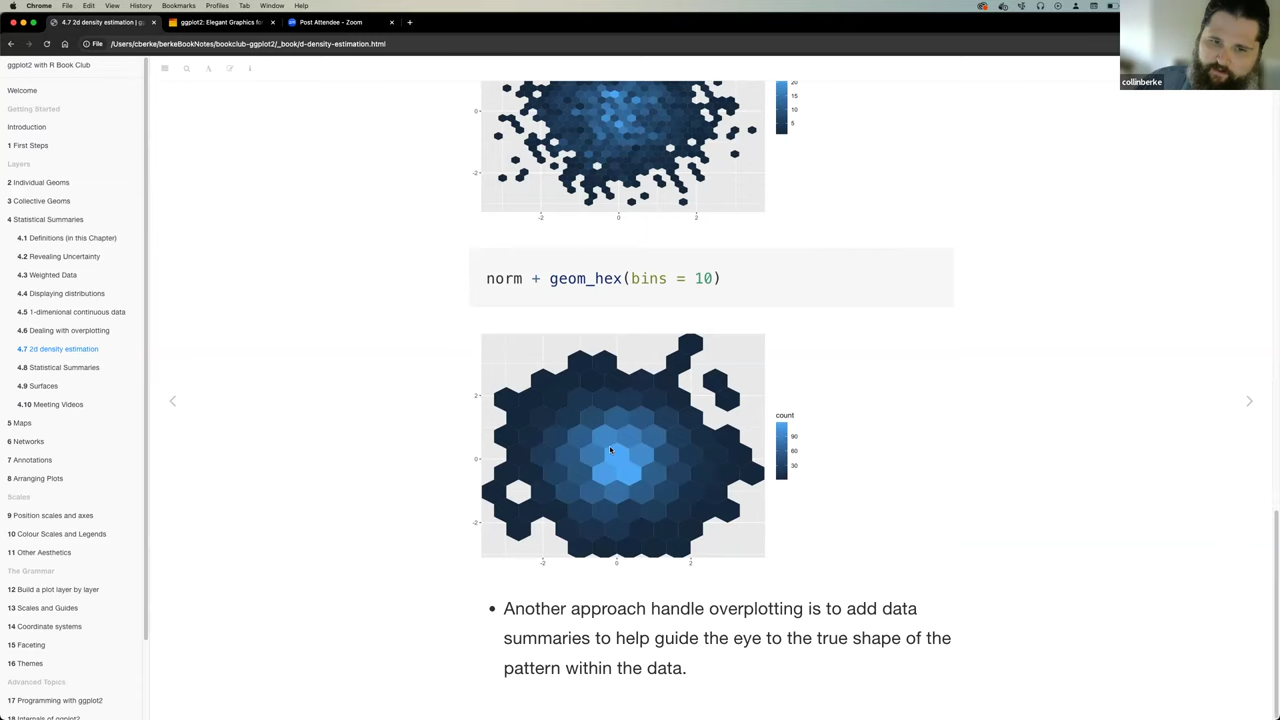 Chrome File Edit View History Bookmarks Profiles Tab Window Help
4.7 2d density estimation | gg
ggplot2: Elegant Graphics fo
Post Attendee - Zoom
File /Users/cberke/berkeBookNotes/bookclub-ggplot2/_book/d-density-estimation.html
collinberke
ggplot2 with R Book Club
Welcome
Getting Started
Introduction
1 First Steps
Layers
2 Individual Geoms
3 Collective Geoms
4 Statistical Summaries
4.1 Definitions (in this Chapter)
4.2 Revealing Uncertainty
4.3 Weighted Data
4.4 Displaying distributions
4.5 1-dimenional continuous data
4.6 Dealing with overplotting
4.7 2d density estimation
4.8 Statistical Summaries
4.9 Surfaces
4.10 Meeting Videos
5 Maps
6 Networks
7 Annotations
8 Arranging Plots
Scales
9 Position scales and axes
10 Colour Scales and Legends
11 Other Aesthetics
The Grammar
12 Build a plot layer by layer
13 Scales and Guides
14 Coordinate systems
15 Faceting
16 Themes
Advanced Topics
17 Programming with ggplot2
18 Internals of ggplot2
20
15
10
5
0
-2
-2 0 2
norm + geom_hex(bins = 10)
2
0
-2
-2 0 2
count
90
60
30
• Another approach handle overplotting is to add data
summaries to help guide the eye to the true shape of the
pattern within the data.